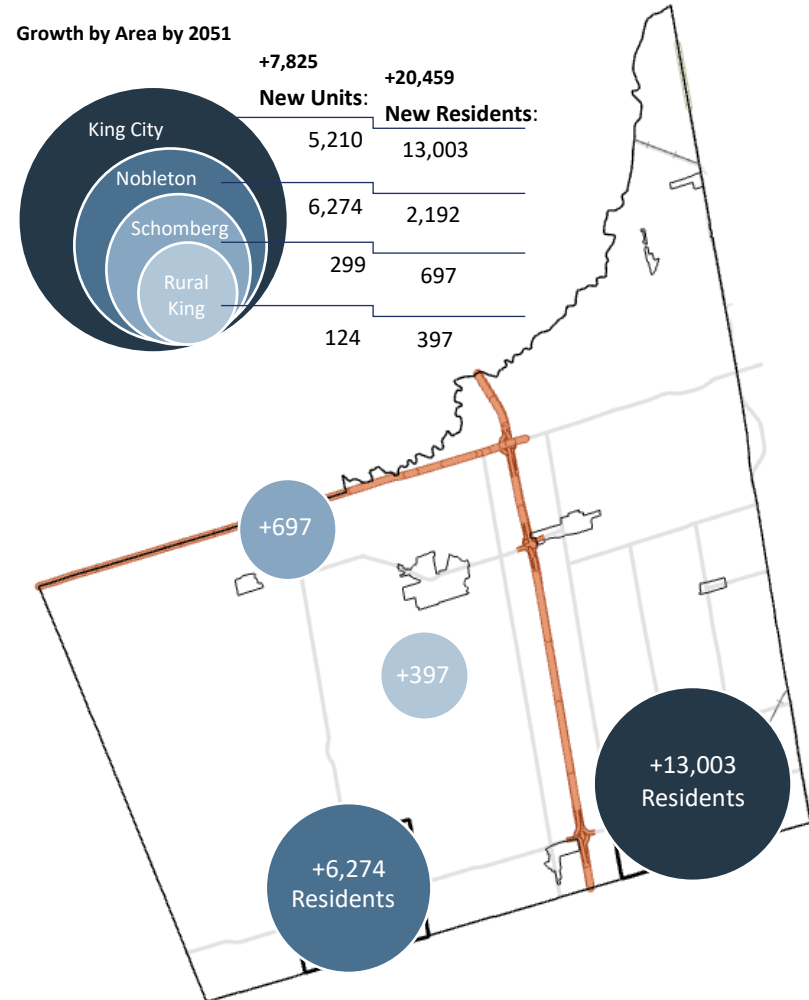 Growth by Area by 2051
+7,825
New Units:
+20,459
New Residents:
King City
5,210
13,003
Nobleton
6,274
2,192
Schomberg
299
697
Rural
King
124
397
+697
+397
+13,003
Residents
+6,274
Residents